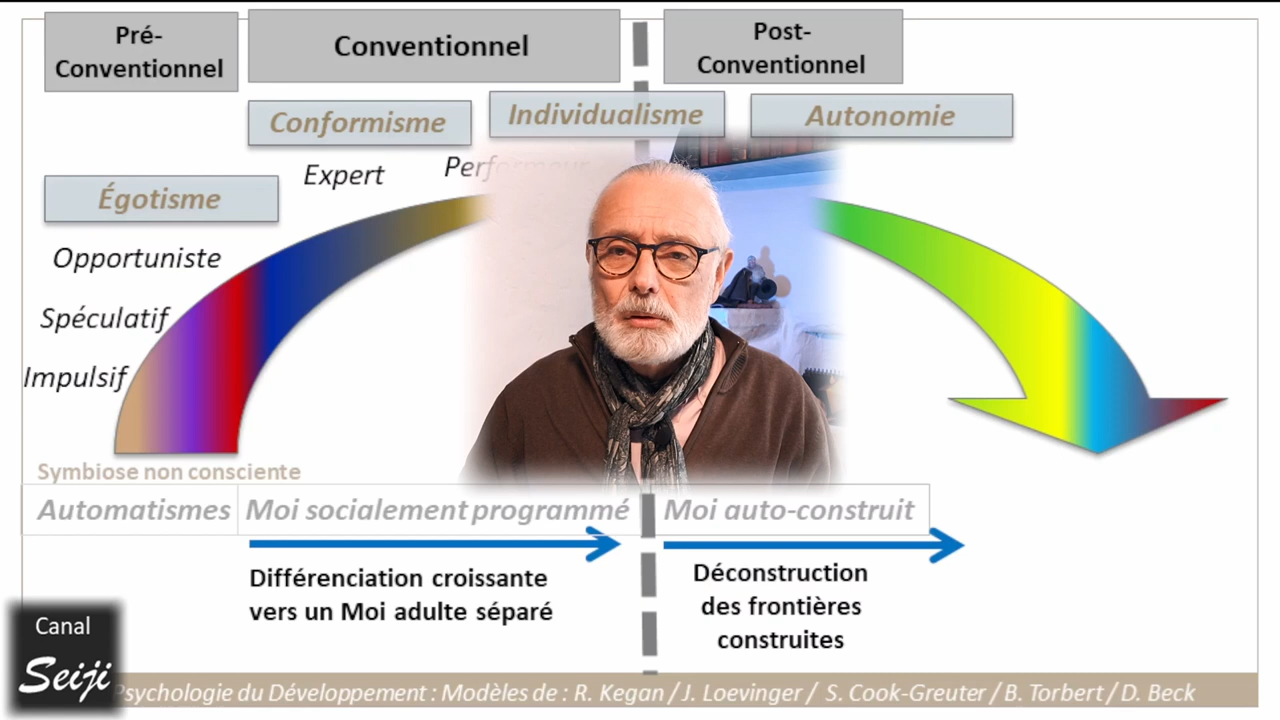 Pré-
Conventionnel
Conventionnel
Post-
Conventionnel
Conformisme
Individualisme
Autonomie
Expert
Performeur
Égotisme
Opportuniste
Spéculatif
Impulsif
Symbiose non consciente
Automatismes
Moi socialement programmé
Moi auto-construit
Différenciation croissante
vers un Moi adulte séparé
Déconstruction
des frontières
construites
Canal
Seiji
Psychologie du Développement : Modèles de : R. Kegan / J. Loevinger / S. Cook-Greuter / B. Torbert / D. Beck